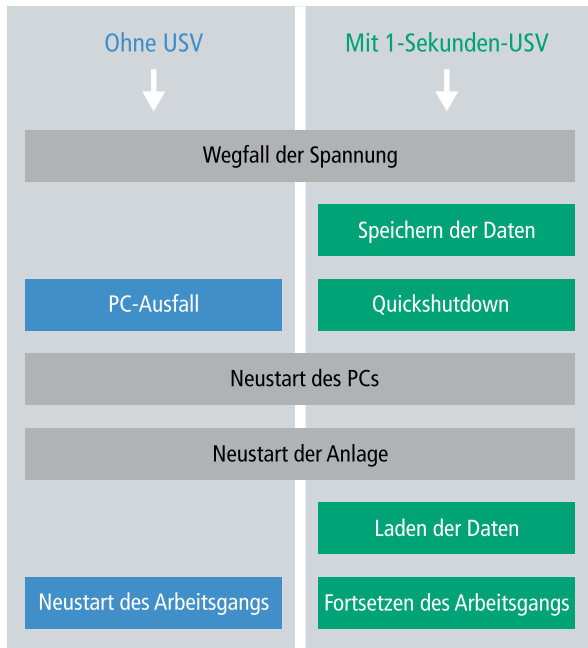 Ohne USV
Mit 1-Sekunden-USV
Wegfall der Spannung
Speichern der Daten
PC-Ausfall
Quickshutdown
Neustart des PCs
Neustart der Anlage
Laden der Daten
Neustart des Arbeitsgangs
Fortsetzen des Arbeitsgangs